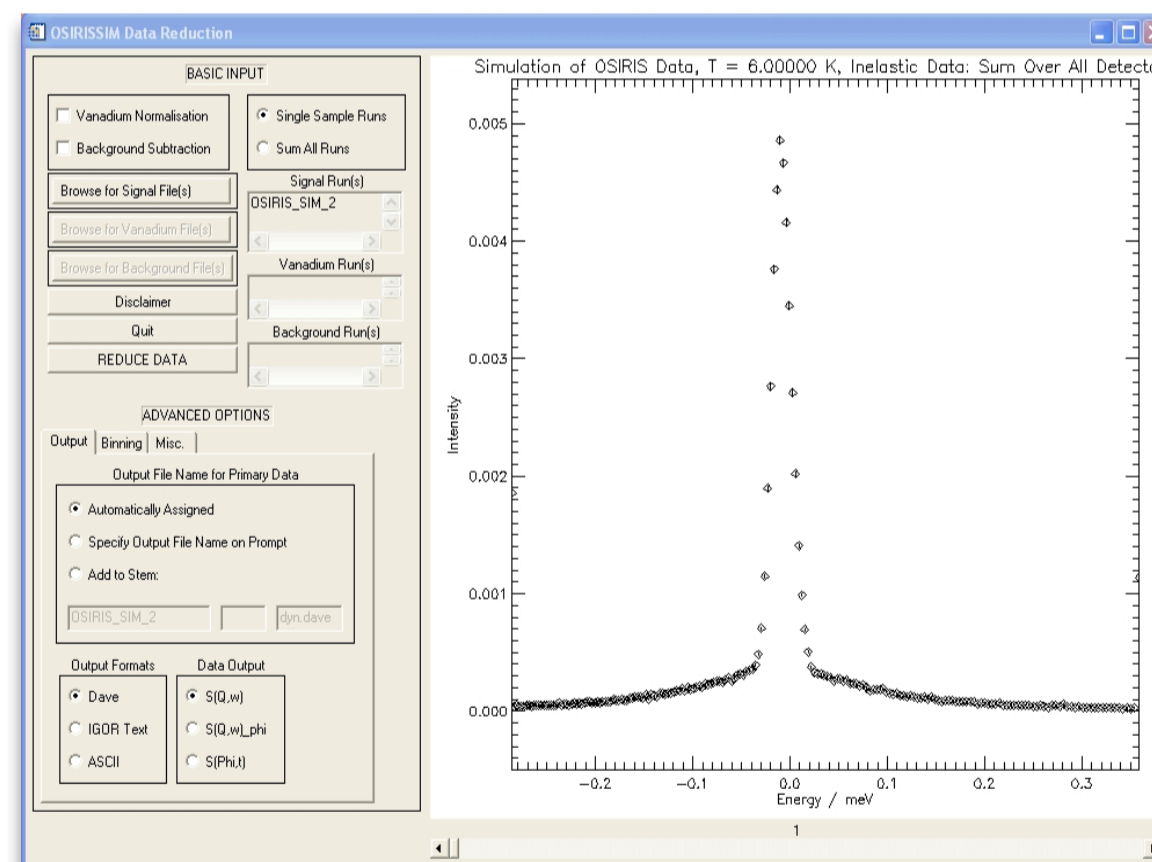 OSIRISSIM Data Reduction
BASIC INPUT
Vanadium Normalisation
Background Subtraction
Single Sample Runs
Sum All Runs
Browse for Signal File(s)
Browse for Vanadium File(s)
Browse for Background File(s)
Disclaimer
Quit
REDUCE DATA
Signal Run(s)
OSIRIS_SIM_2
Vanadium Run(s)
Background Run(s)
ADVANCED OPTIONS
Output Binning Misc.
Output File Name for Primary Data
Automatically Assigned
Specify Output File Name on Prompt
Add to Stem:
OSIRIS_SIM_2 dyn.dave
Output Formats
Dave
IGOR Text
ASCII
Data Output
S(Q,w)
S(Q,w)_phi
S(Phi,t)
Simulation of OSIRIS Data, T = 6.00000 K, Inelastic Data: Sum Over All Detecto
0.005
0.004
0.003
0.002
0.001
0.000
Intensity
-0.2 -0.1 0.0 0.1 0.2 0.3
Energy / meV
1